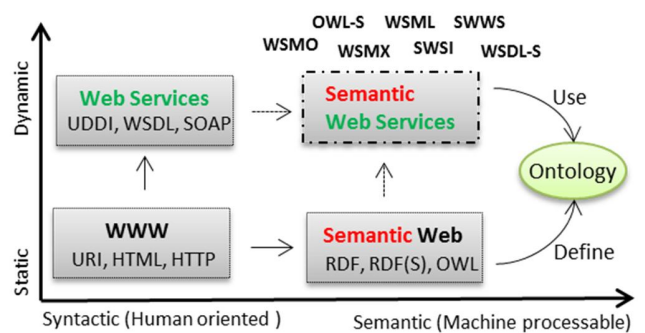 OWL-S WSML SWWS
WSMO WSMX SWSI WSDL-S
Dynamic
Web Services
UDDI, WSDL, SOAP
Semantic
Web Services
Use
Ontology
WWW
URI, HTML, HTTP
Semantic Web
RDF, RDF(S), OWL
Define
Static
Syntactic (Human oriented )
Semantic (Machine processable)